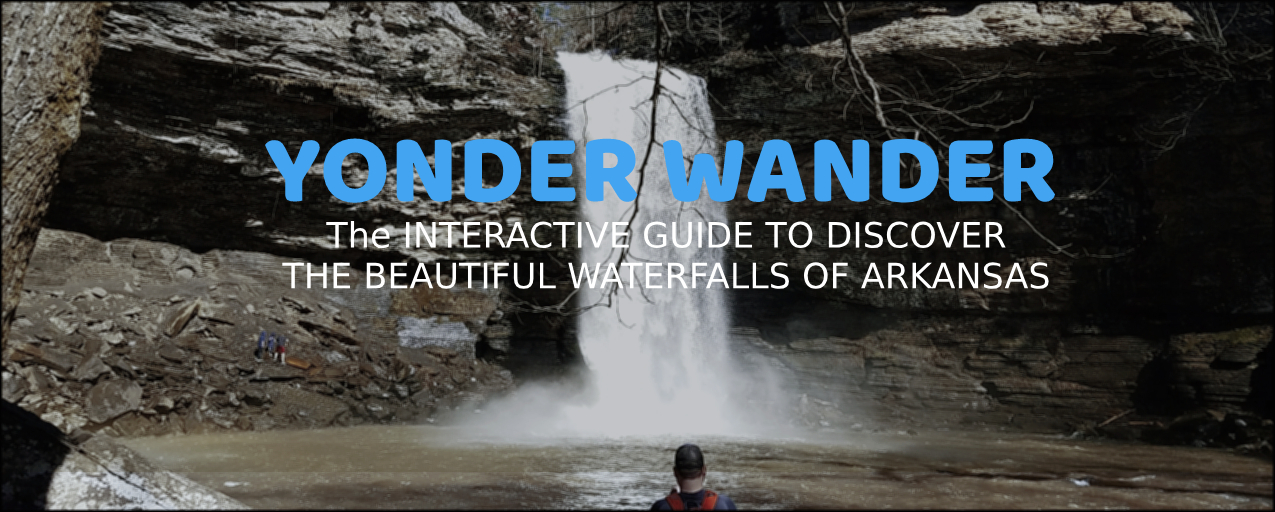 YONDER WANDER
The INTERACTIVE GUIDE TO DISCOVER
THE BEAUTIFUL WATERFALLS OF ARKANSAS